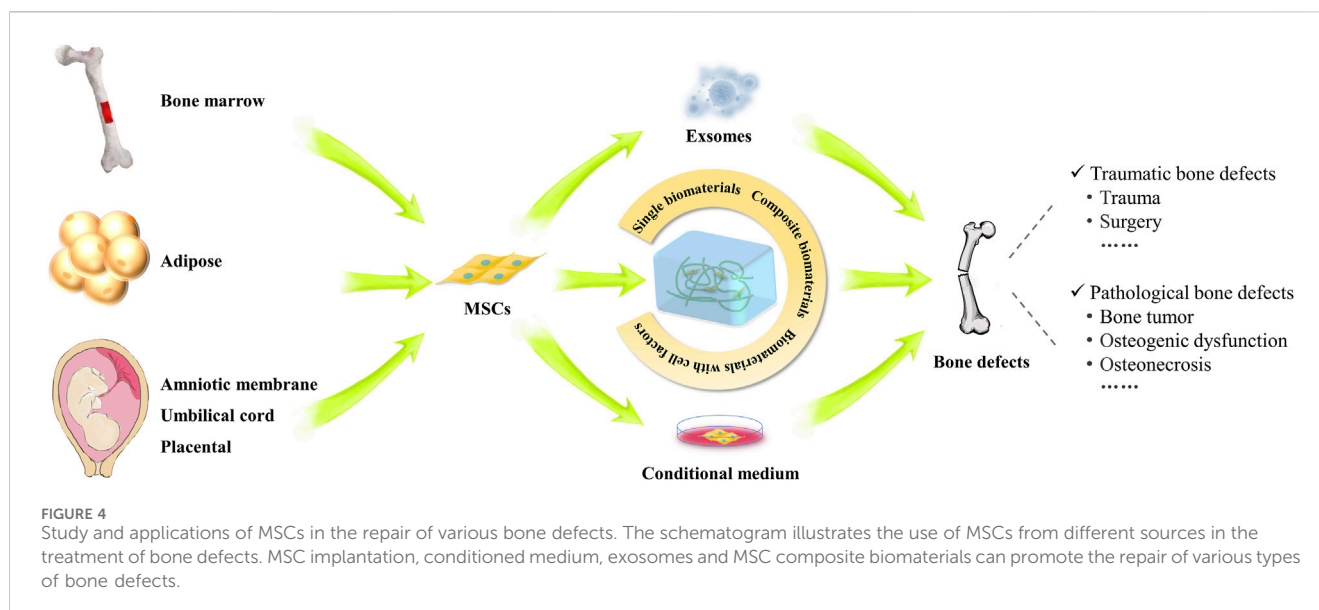 Bone marrow
Adipose
Amniotic membrane
Umbilical cord
Placental
MSCs
Exsomes
Single biomaterials
Composite biomaterials
Biomaterials with cell factors
Conditional medium
Bone defects
✓ Traumatic bone defects
• Trauma
• Surgery
……
✓ Pathological bone defects
• Bone tumor
• Osteogenic dysfunction
• Osteonecrosis
……
FIGURE 4
Study and applications of MSCs in the repair of various bone defects. The schematogram illustrates the use of MSCs from different sources in the
treatment of bone defects. MSC implantation, conditioned medium, exosomes and MSC composite biomaterials can promote the repair of various types
of bone defects.